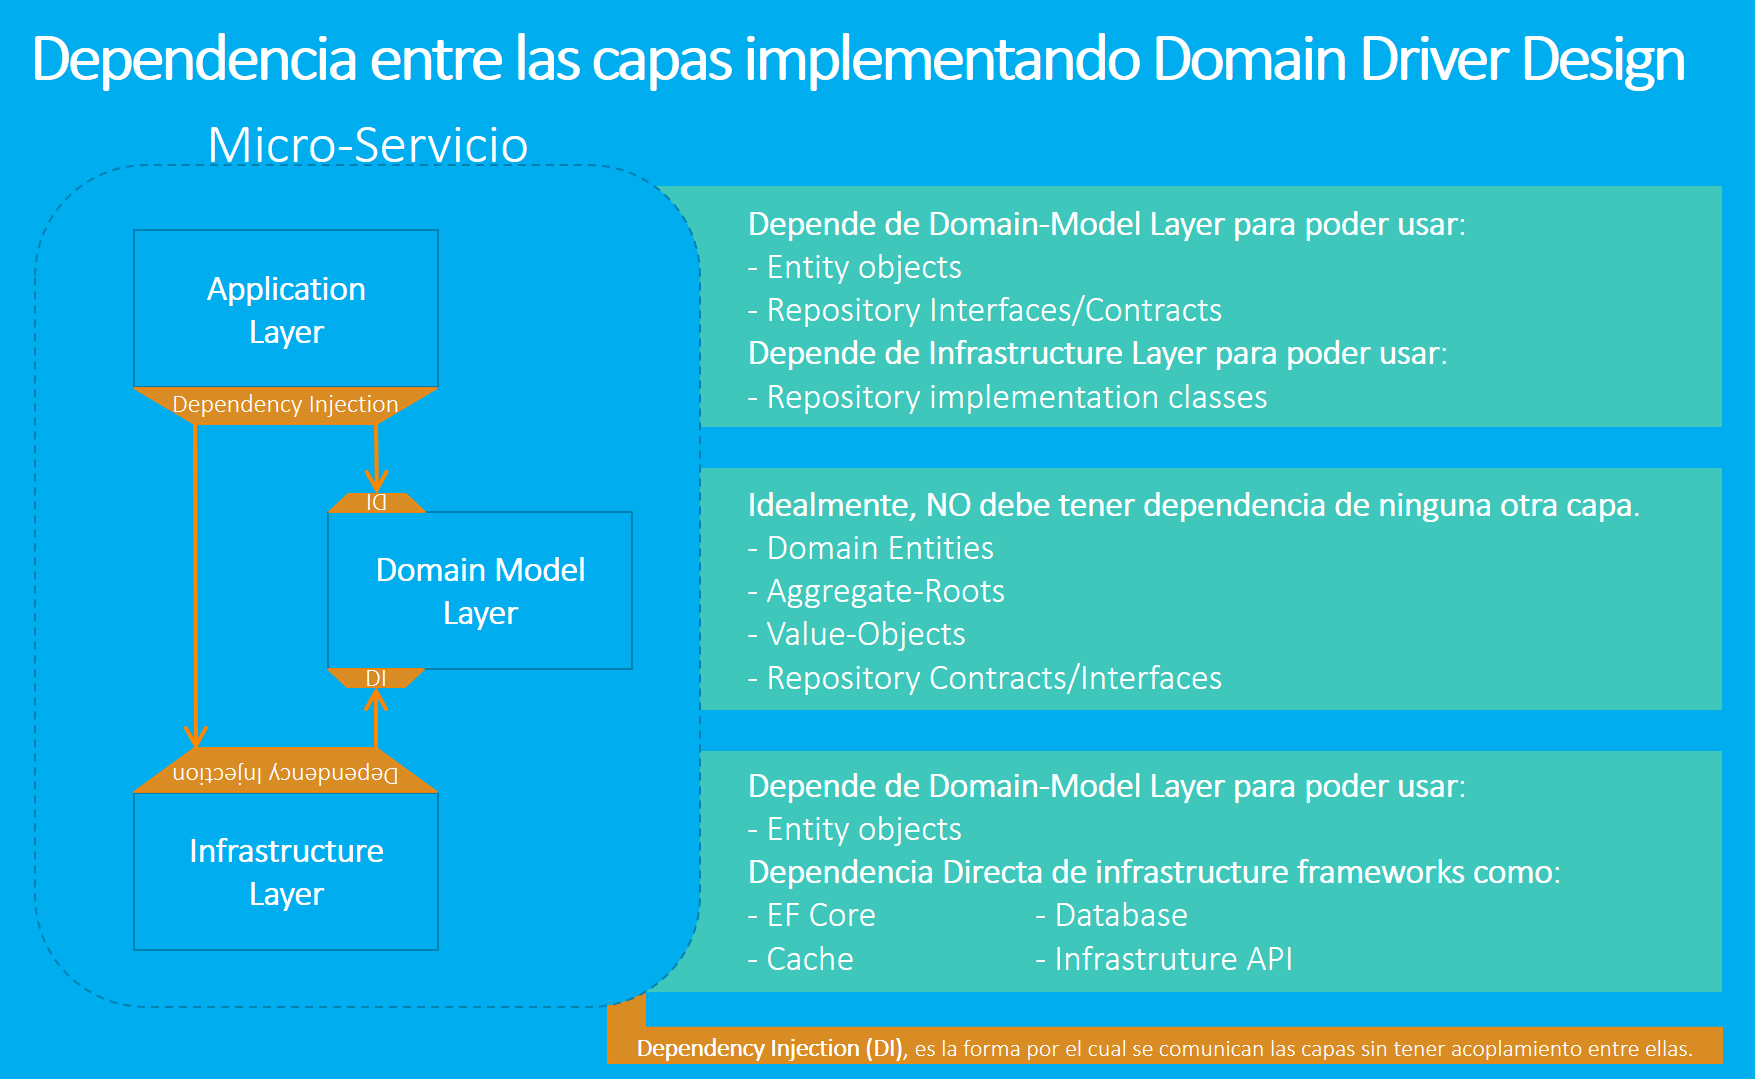 Dependencia entre las capas implementando Domain Driver Design
Micro-Servicio
Application
Layer
Dependency Injection
DI
Domain Model
Layer
DI
Dependency Injection
Infrastructure
Layer
Depende de Domain-Model Layer para poder usar:
- Entity objects
- Repository Interfaces/Contracts
Depende de Infrastructure Layer para poder usar:
- Repository implementation classes
Idealmente, NO debe tener dependencia de ninguna otra capa.
- Domain Entities
- Aggregate-Roots
- Value-Objects
- Repository Contracts/Interfaces
Depende de Domain-Model Layer para poder usar:
- Entity objects
Dependencia Directa de infrastructure frameworks como:
- EF Core - Database
- Cache - Infrastruture API
Dependency Injection (DI), es la forma por el cual se comunican las capas sin tener acoplamiento entre ellas.